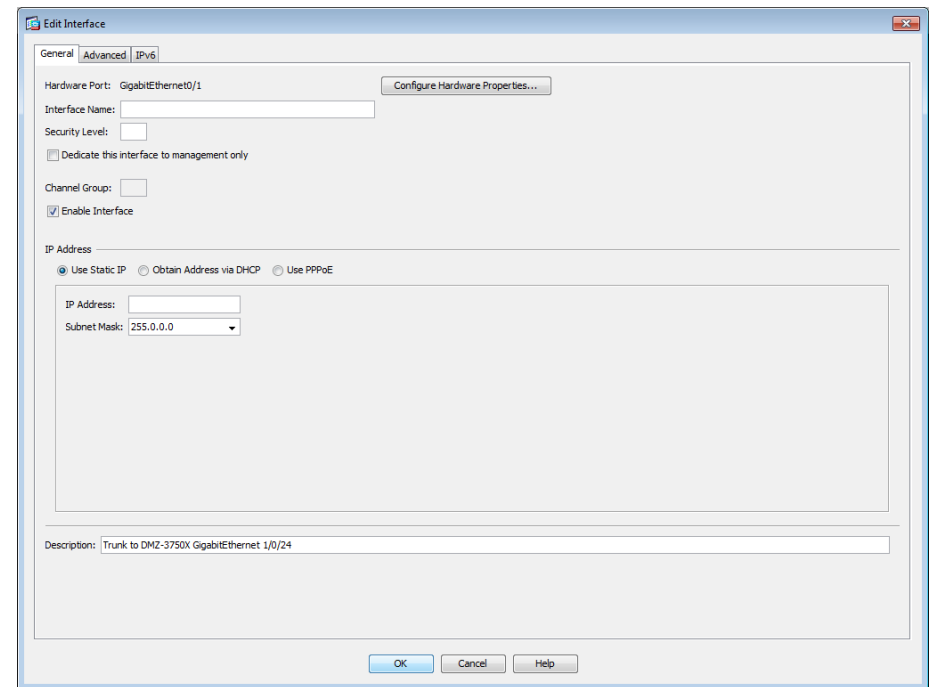 Edit Interface
General Advanced IPv6
Hardware Port: GigabitEthernet0/1 Configure Hardware Properties...
Interface Name:
Security Level:
Dedicate this interface to management only
Channel Group:
Enable Interface
IP Address
Use Static IP Obtain Address via DHCP Use PPPoE
IP Address:
Subnet Mask: 255.0.0.0
Description: Trunk to DMZ-3750X GigabitEthernet 1/0/24
OK Cancel Help